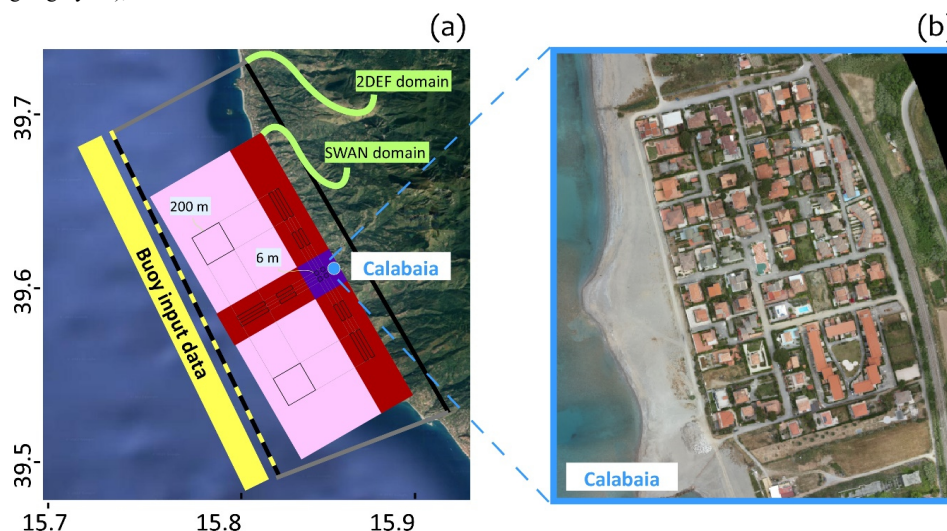 (a)
(b)
2DEF domain
SWAN domain
39.7
200 m
6 m
Calabaia
39.6
Buoy input data
39.5
Calabaia
15.7
15.8
15.9